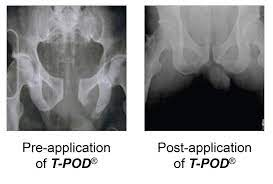 Pre-application
of T-POD®
Post-application
of T-POD®